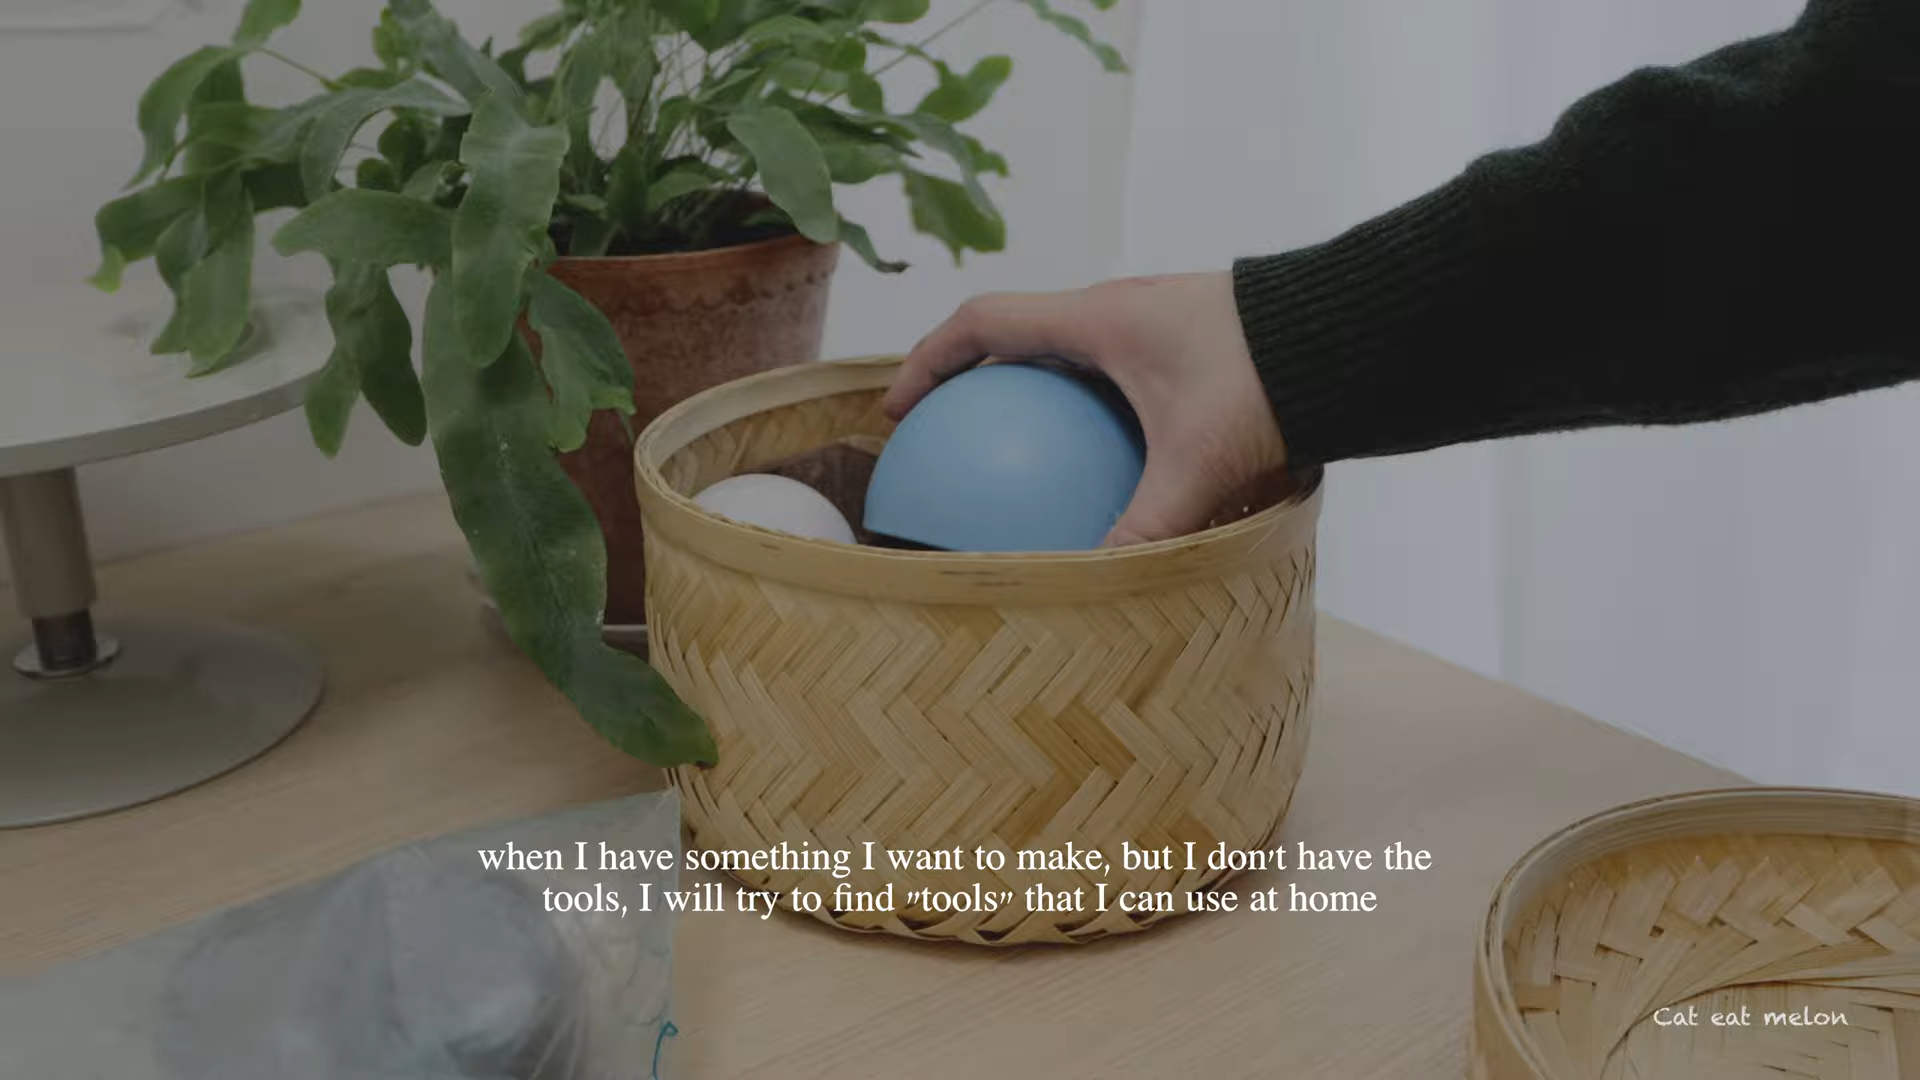 when I have something I want to make, but I don't have the
tools, I will try to find "tools" that I can use at home
Cat eat melon